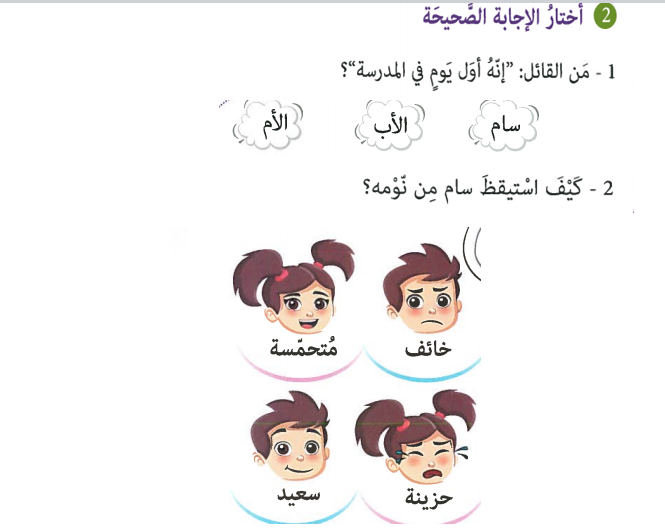 2 أختارُ الإجابة الصَّحيحَة
1 - مَن القائل: "إنّهُ أوَل يَومٍ في المدرسة"؟
سام الأب الأم
2 - كَيْفَ اسْتيقظَ سام مِن نّوْمه؟
خائف مُتحمّسة
حزينة سعيد